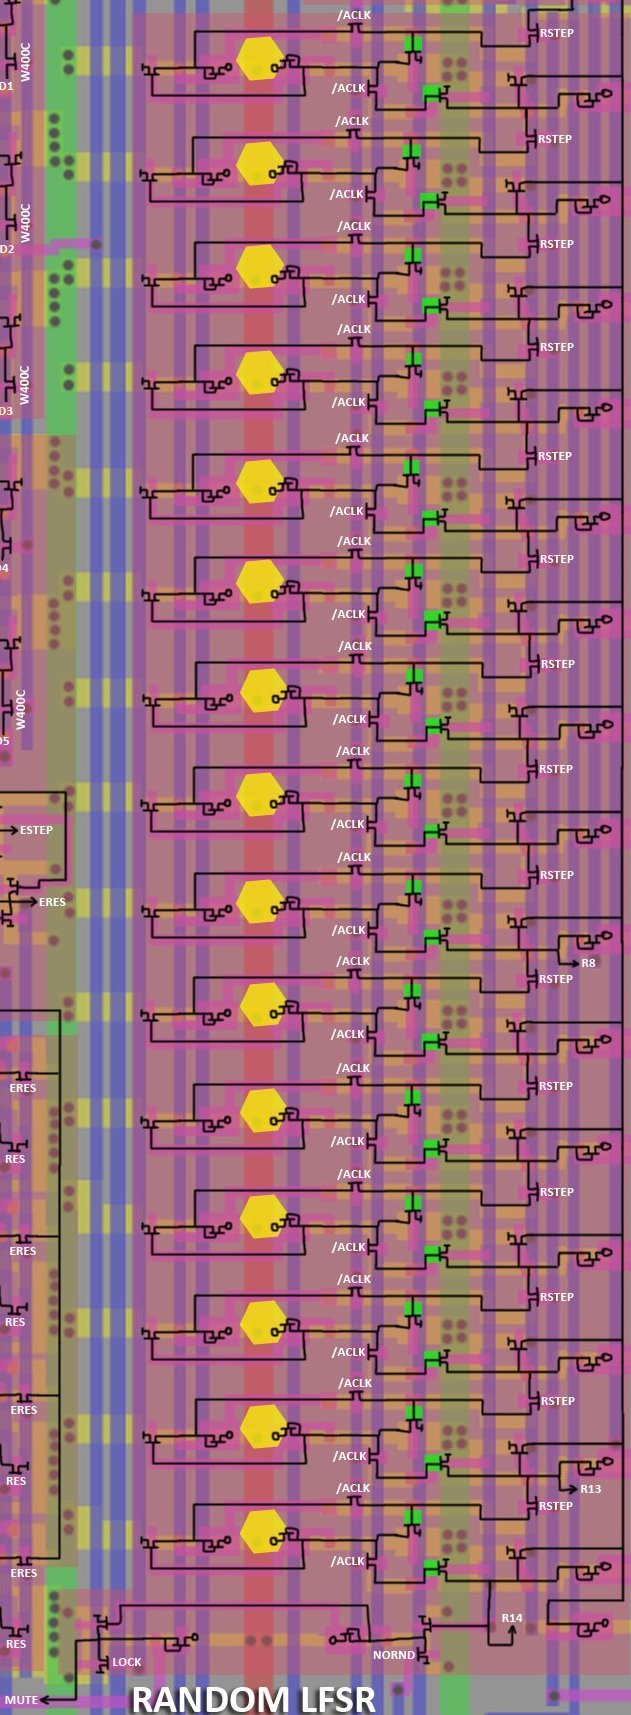 /ACLK
RSTEP
W400C
D1
/ACLK
/ACLK
RSTEP
/ACLK
W400C
/ACLK
RSTEP
D2
/ACLK
/ACLK
RSTEP
W400C
/ACLK
D3
/ACLK
RSTEP
/ACLK
/ACLK
RSTEP
4
/ACLK
/ACLK
RSTEP
W400C
/ACLK
D5
/ACLK
RSTEP
/ACLK
ESTEP
/ACLK
RSTEP
ERES
/ACLK
/ACLK
R8
RSTEP
/ACLK
/ACLK
RSTEP
ERES
/ACLK
RES
/ACLK
RSTEP
/ACLK
ERES
/ACLK
RSTEP
RES
/ACLK
/ACLK
RSTEP
ERES
/ACLK
RES
/ACLK
R13
RSTEP
/ACLK
ERES
R14
RES
NORND
LOCK
MUTE
RANDOM LFSR